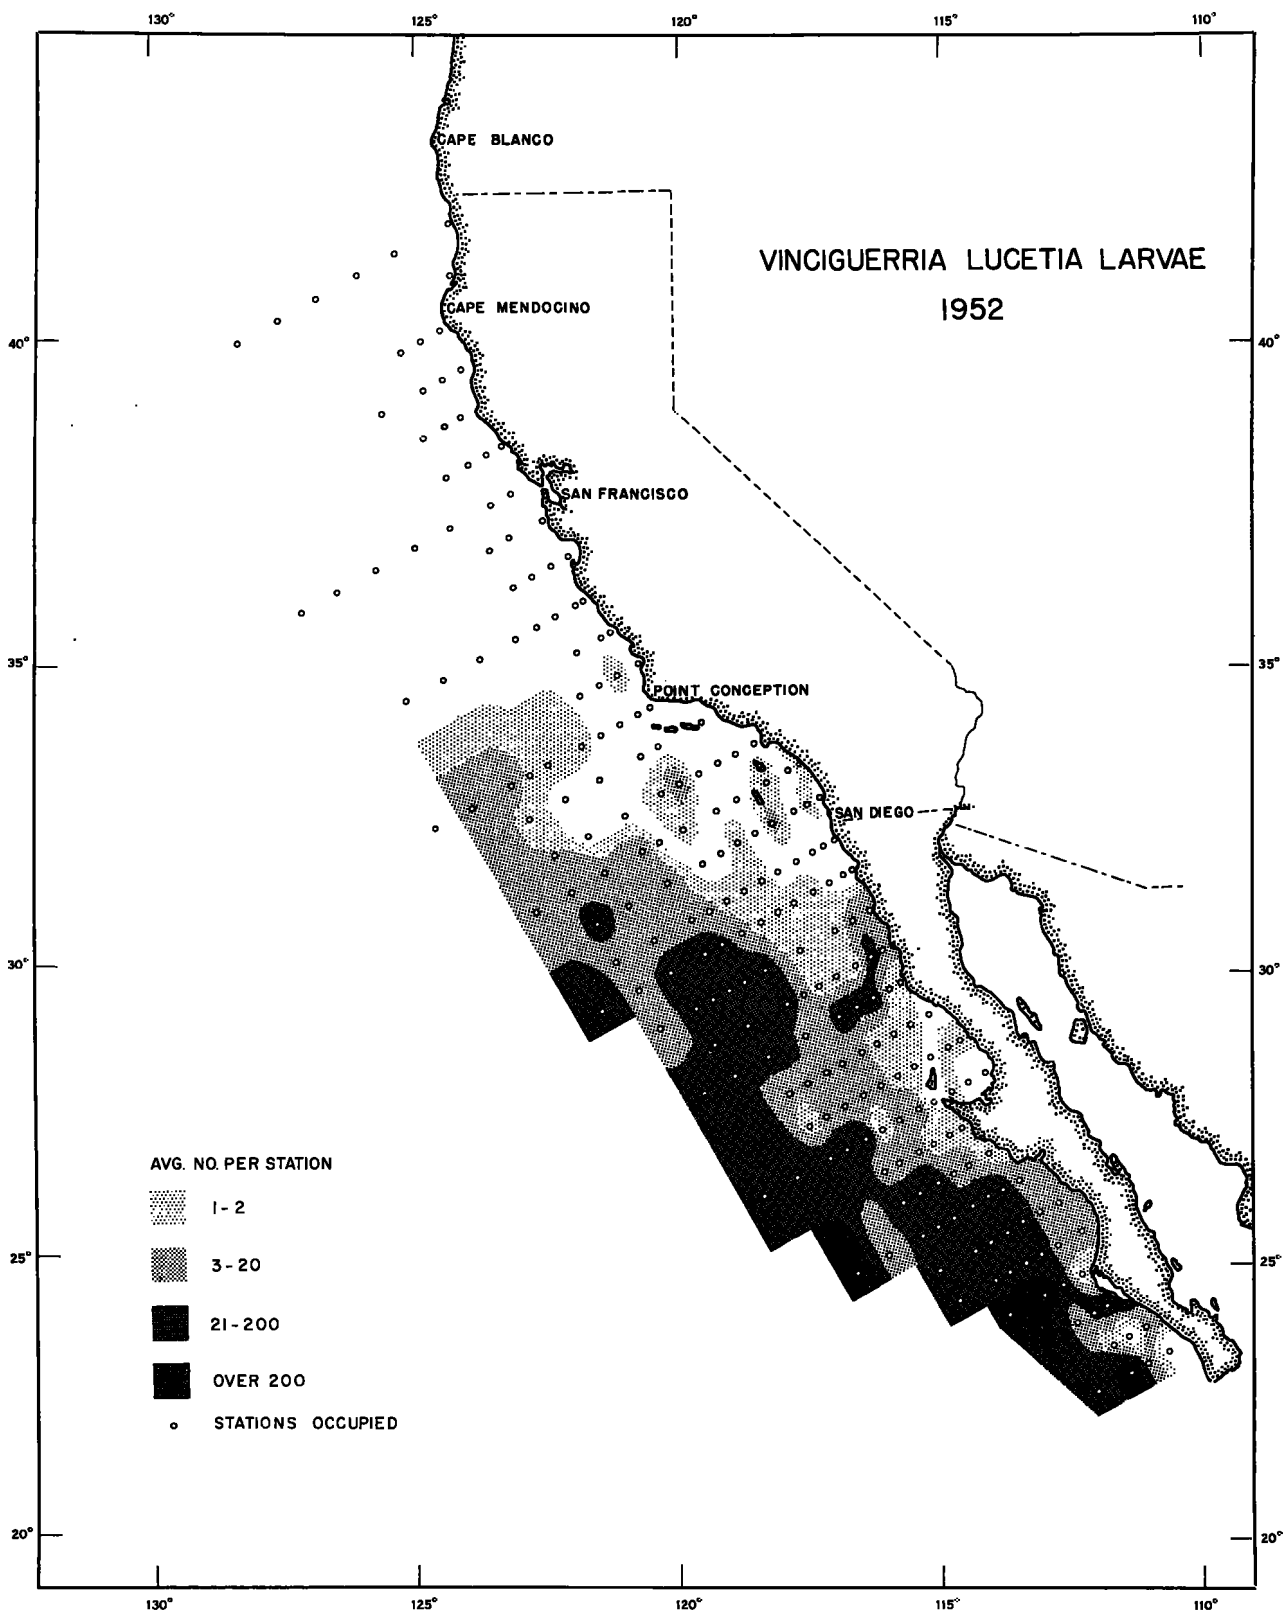 130° 125° 120° 115° 110°
CAPE BLANCO
VINCIGUERRIA LUCETIA LARVAE
1952
CAPE MENDOCINO
40° 40°
SAN FRANCISCO
35° 35°
POINT CONCEPTION
SAN DIEGO
30° 30°
AVG. NO. PER STATION
1-2
25° 25°
3-20
21-200
OVER 200
STATIONS OCCUPIED
20° 20°
130° 125° 120° 115° 110°